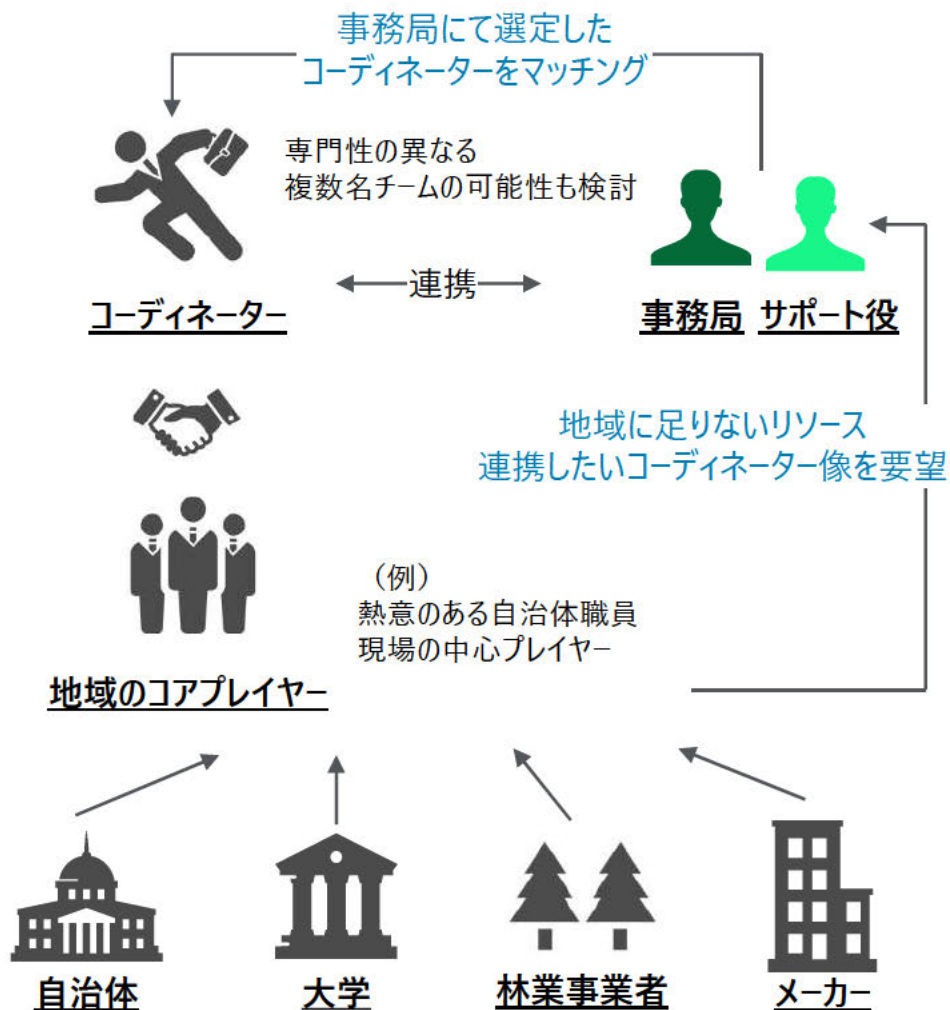 事務局にて選定した
コーディネーターをマッチング
専門性の異なる
複数名チームの可能性も検討
連携
コーディネーター
事務局 サポート役
地域に足りないリソース
連携したいコーディネーター像を要望
（例）
熱意のある自治体職員
現場の中心プレイヤー
地域のコアプレイヤー
自治体
大学
林業事業者
メーカー